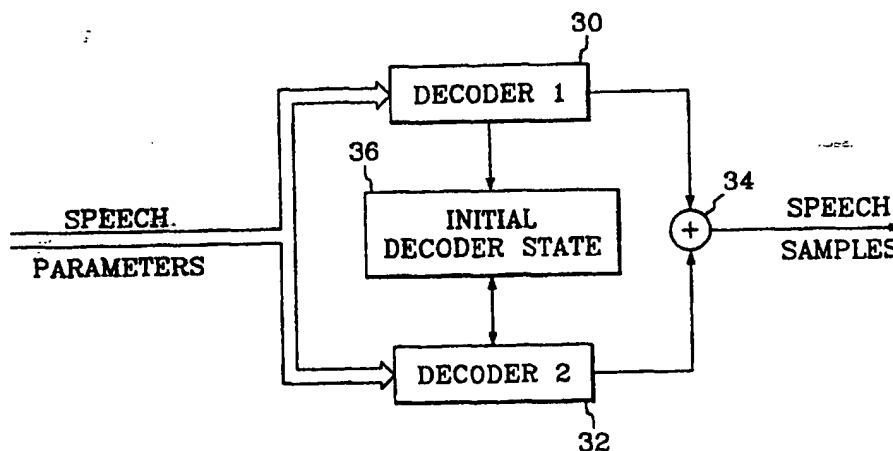 30
DECODER 1
36
34
SPEECH.
INITIAL
SPEECH
DECODER STATE
+
PARAMETERS
SAMPLES
DECODER 2
32